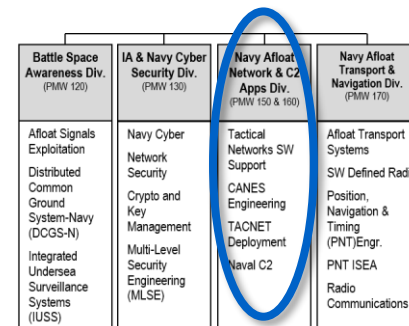 Battle Space
Awareness Div.
(PMW 120)
Afloat Signals
Exploitation
Distributed
Common
Ground
System-Navy
(DCGS-N)
Integrated
Undersea
Surveillance
Systems
(IUSS)
IA & Navy Cyber
Security Div.
(PMW 130)
Navy Cyber
Network
Security
Crypto and
Key
Management
Multi-Level
Security
Engineering
(MLSE)
Navy Afloat
Network & C2
Apps Div.
(PMW 150 & 160)
Tactical
Networks SW
Support
CANES
Engineering
TACNET
Deployment
Naval C2
Navy Afloat
Transport &
Navigation Div.
(PMW 170)
Afloat Transport
Systems
SW Defined Radi
Position,
Navigation &
Timing
(PNT)Engr.
PNT ISEA
Radio
Communications